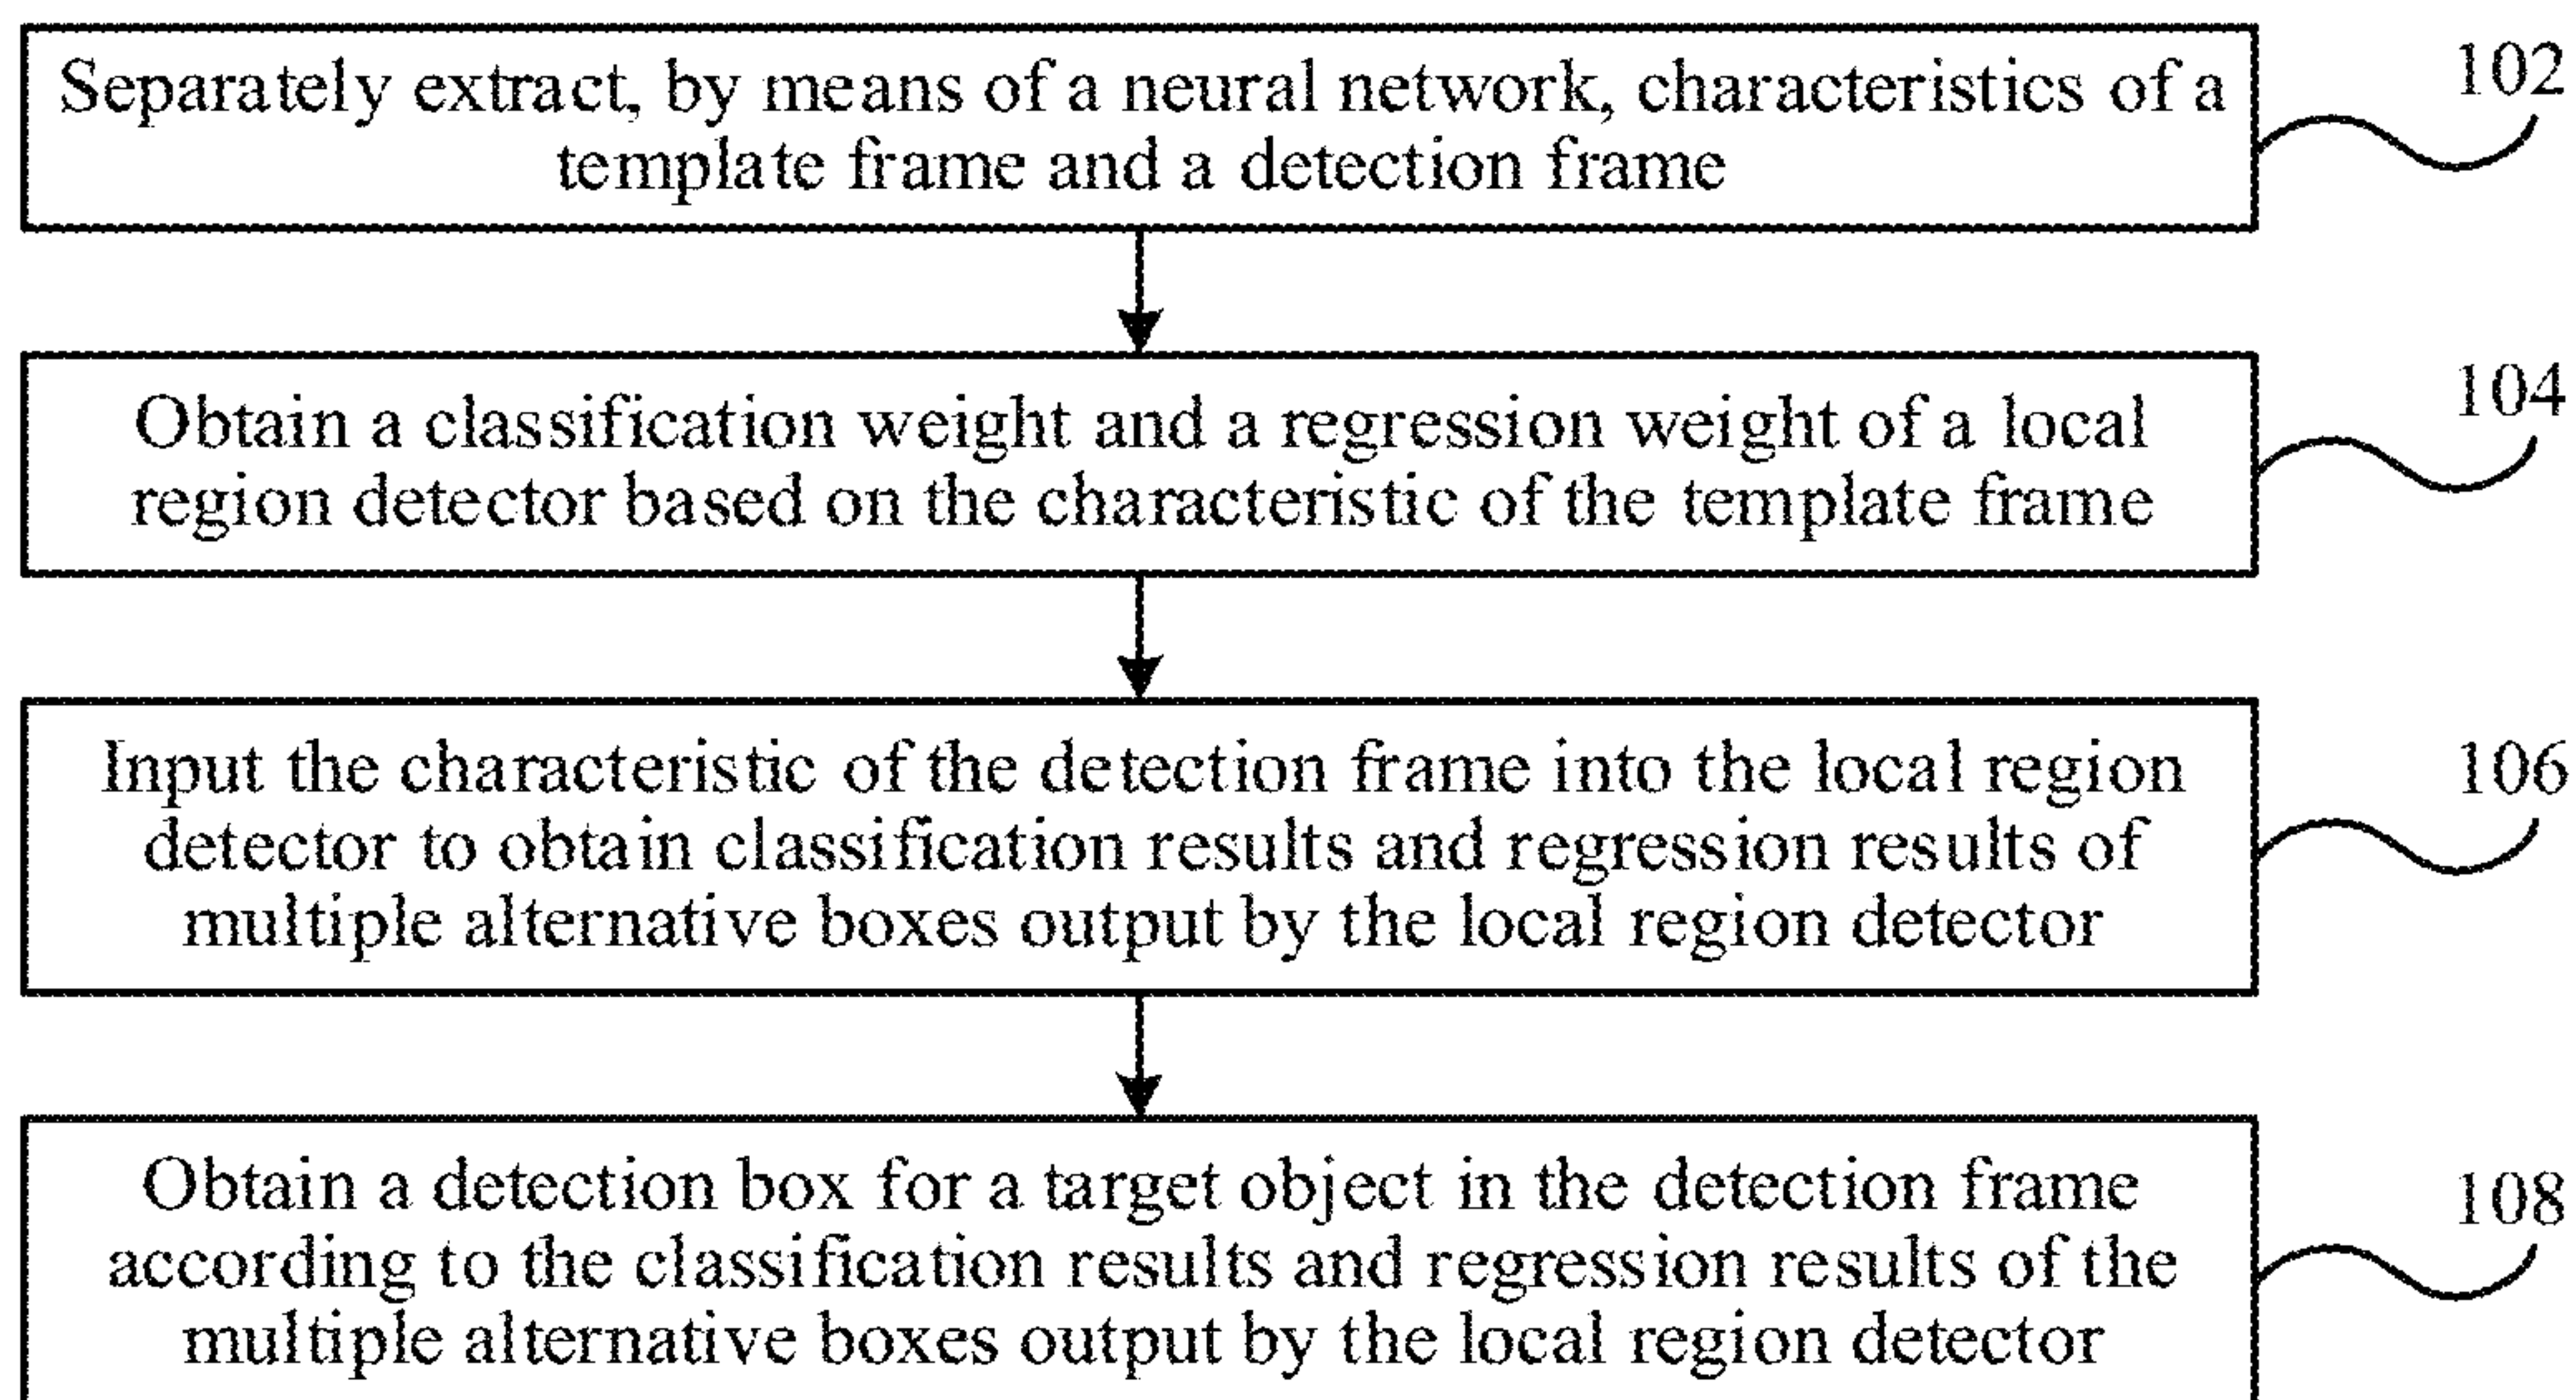 Separately extract, by means of a neural network, characteristics of a
template frame and a detection frame
102
Obtain a classification weight and a regression weight of a local
region detector based on the characteristic of the template frame
104
Input the characteristic of the detection frame into the local region
detector to obtain classification results and regression results of
multiple alternative boxes output by the local region detector
106
Obtain a detection box for a target object in the detection frame
according to the classification results and regression results of the
multiple alternative boxes output by the local region detector
108